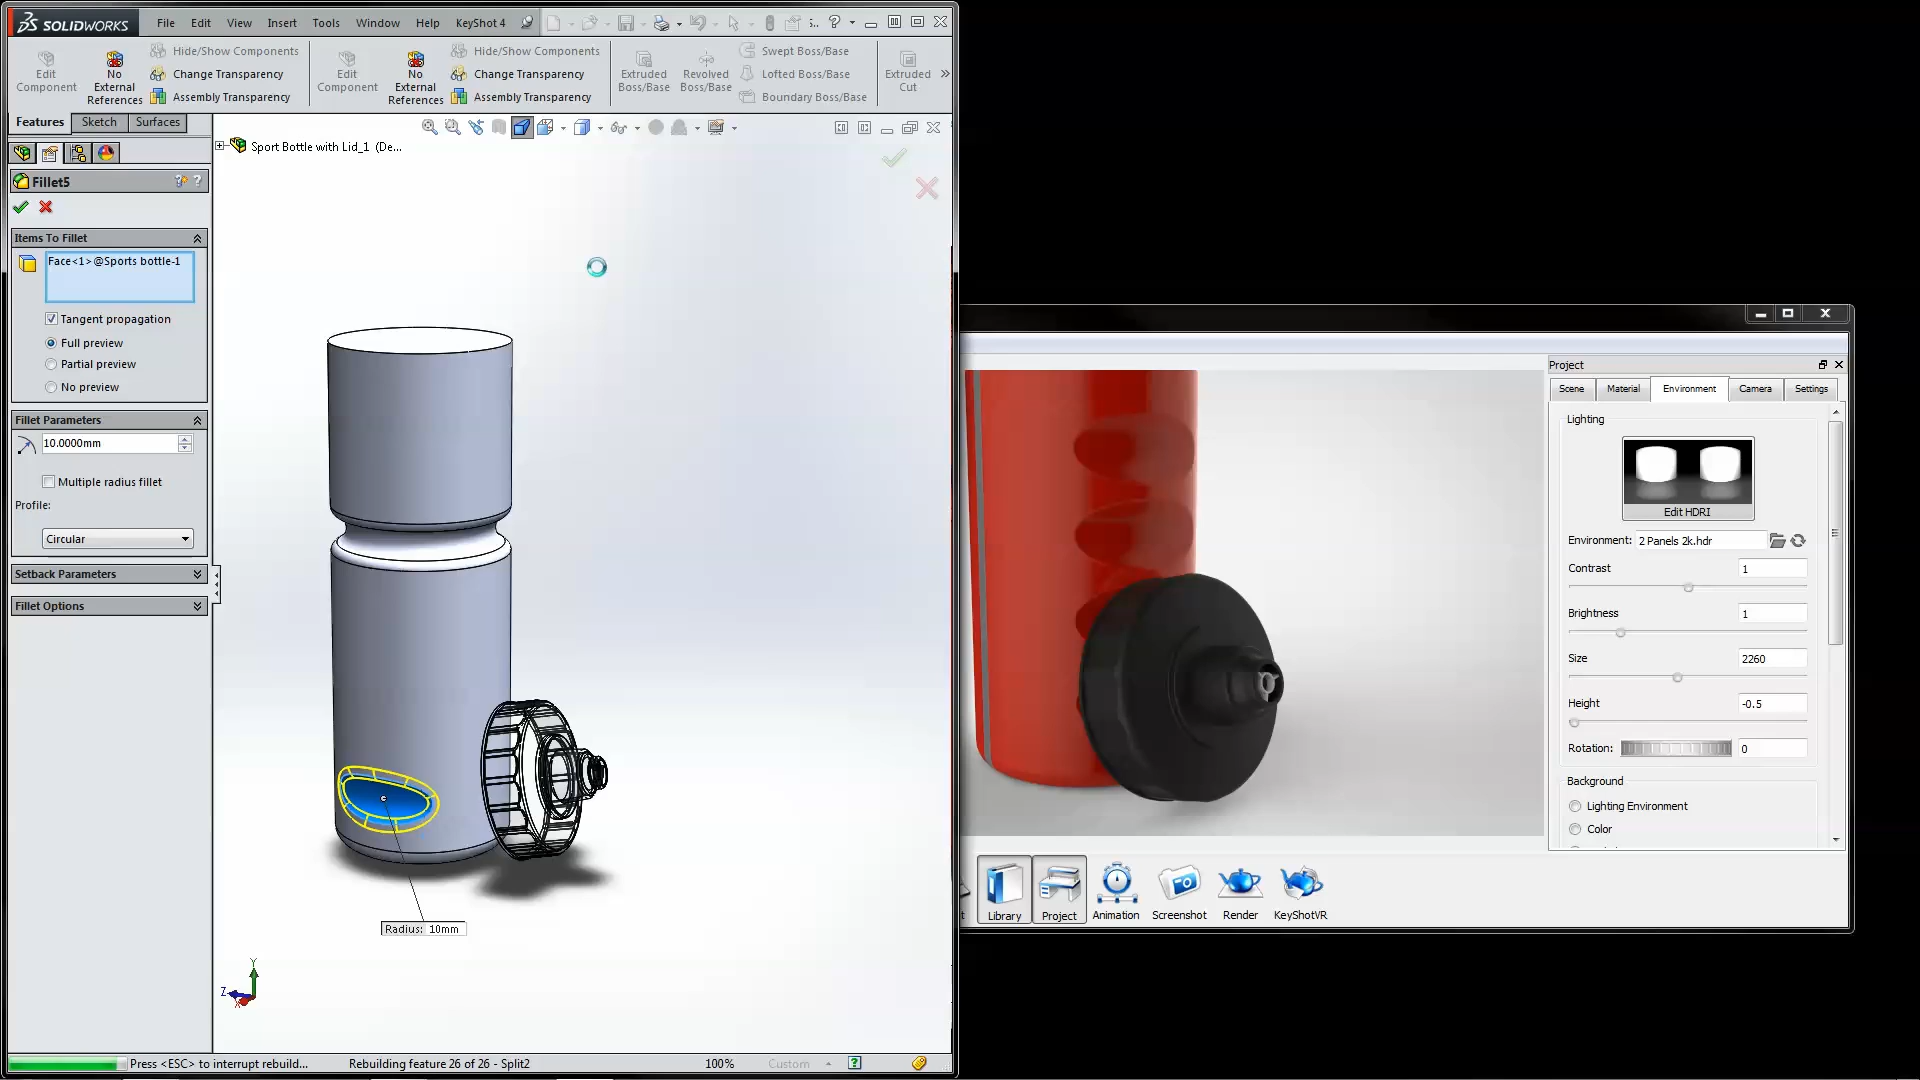 SOLIDWORKS File Edit View Insert Tools Window Help KeyShot 4
Edit Component
No External References
Hide/Show Components
Change Transparency
Assembly Transparency
Edit Component
No External References
Hide/Show Components
Change Transparency
Assembly Transparency
Extruded Boss/Base
Revolved Boss/Base
Swept Boss/Base
Lofted Boss/Base
Boundary Boss/Base
Extruded Cut
Features Sketch Surfaces
Sport Bottle with Lid_1 (De...
Fillet5
Items To Fillet
Face<1>@Sports bottle-1
Tangent propagation
Full preview
Partial preview
No preview
Fillet Parameters
10.0000mm
Multiple radius fillet
Profile:
Circular
Setback Parameters
Fillet Options
Radius: 10mm
Y
Z
X
Press <ESC> to interrupt rebuild... Rebuilding feature 26 of 26 - Split2 100% Custom
Project
Scene Material Environment Camera Settings
Lighting
Edit HDRI
Environment: 2 Panels 2k.hdr
Contrast 1
Brightness 1
Size 2260
Height -0.5
Rotation: 0
Background
Lighting Environment
Color
Library Project Animation Screenshot Render KeyShotVR